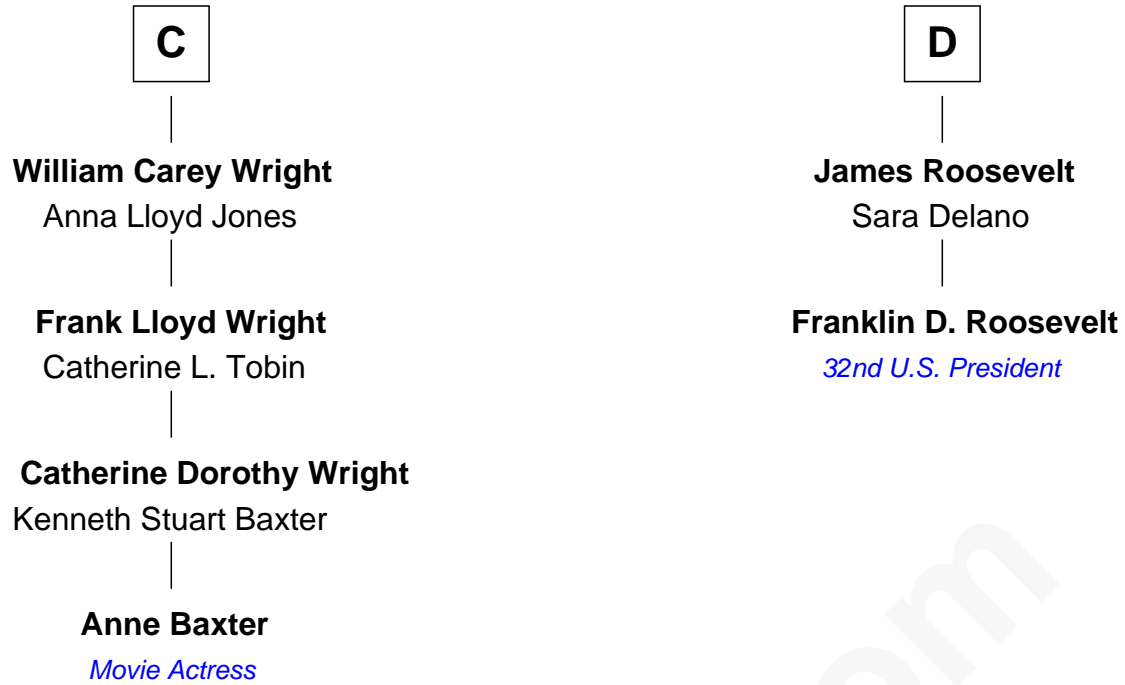 C
William Carey Wright
Anna Lloyd Jones
Frank Lloyd Wright
Catherine L. Tobin
Catherine Dorothy Wright
Kenneth Stuart Baxter
Anne Baxter
Movie Actress
D
James Roosevelt
Sara Delano
Franklin D. Roosevelt
32nd U.S. President
om